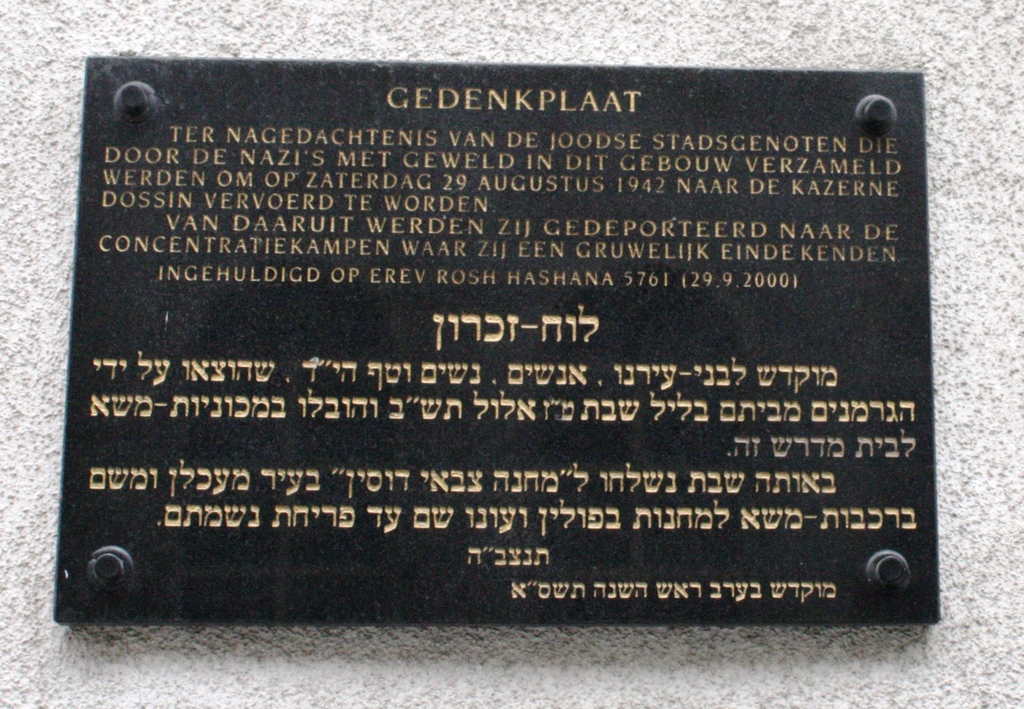 GEDENKPLAAT
TER NAGEDACHTENIS VAN DE JOODSE STADSGENOTEN DIE
DOOR DE NAZI'S MET GEWELD IN DIT GEBOUW VERZAMELD
WERDEN OM OP ZATERDAG 29 AUGUSTUS 1942 NAAR DE KAZERNE
DOSSIN VERVOERD TE WORDEN.
VAN DAARUIT WERDEN ZIJ GEDEPORTEERD NAAR DE
CONCENTRATIEKAMPEN WAAR ZIJ EEN GRUWELIJK EINDE KENDEN.
INGEHULDIGD OP EREV ROSH HASHANA 5761 (29.9.2000)
לוח-זכרון
מוקדש לבני-עירנו , אנשים , נשים וטף הי״ד , שהוצאו על ידי
הגרמנים מביתם בליל שבת ט״ז אלול תש״ב והובלו במכוניות-משא
לבית מדרש זה.
באותה שבת נשלחו ל״מחנה צבאי דוסין״ בעיר מעכלן ומשם
ברכבות-משא למחנות בפולין ועונו שם עד פריחת נשמתם.
תנצב״ה
מוקדש בערב ראש השנה תשס״א